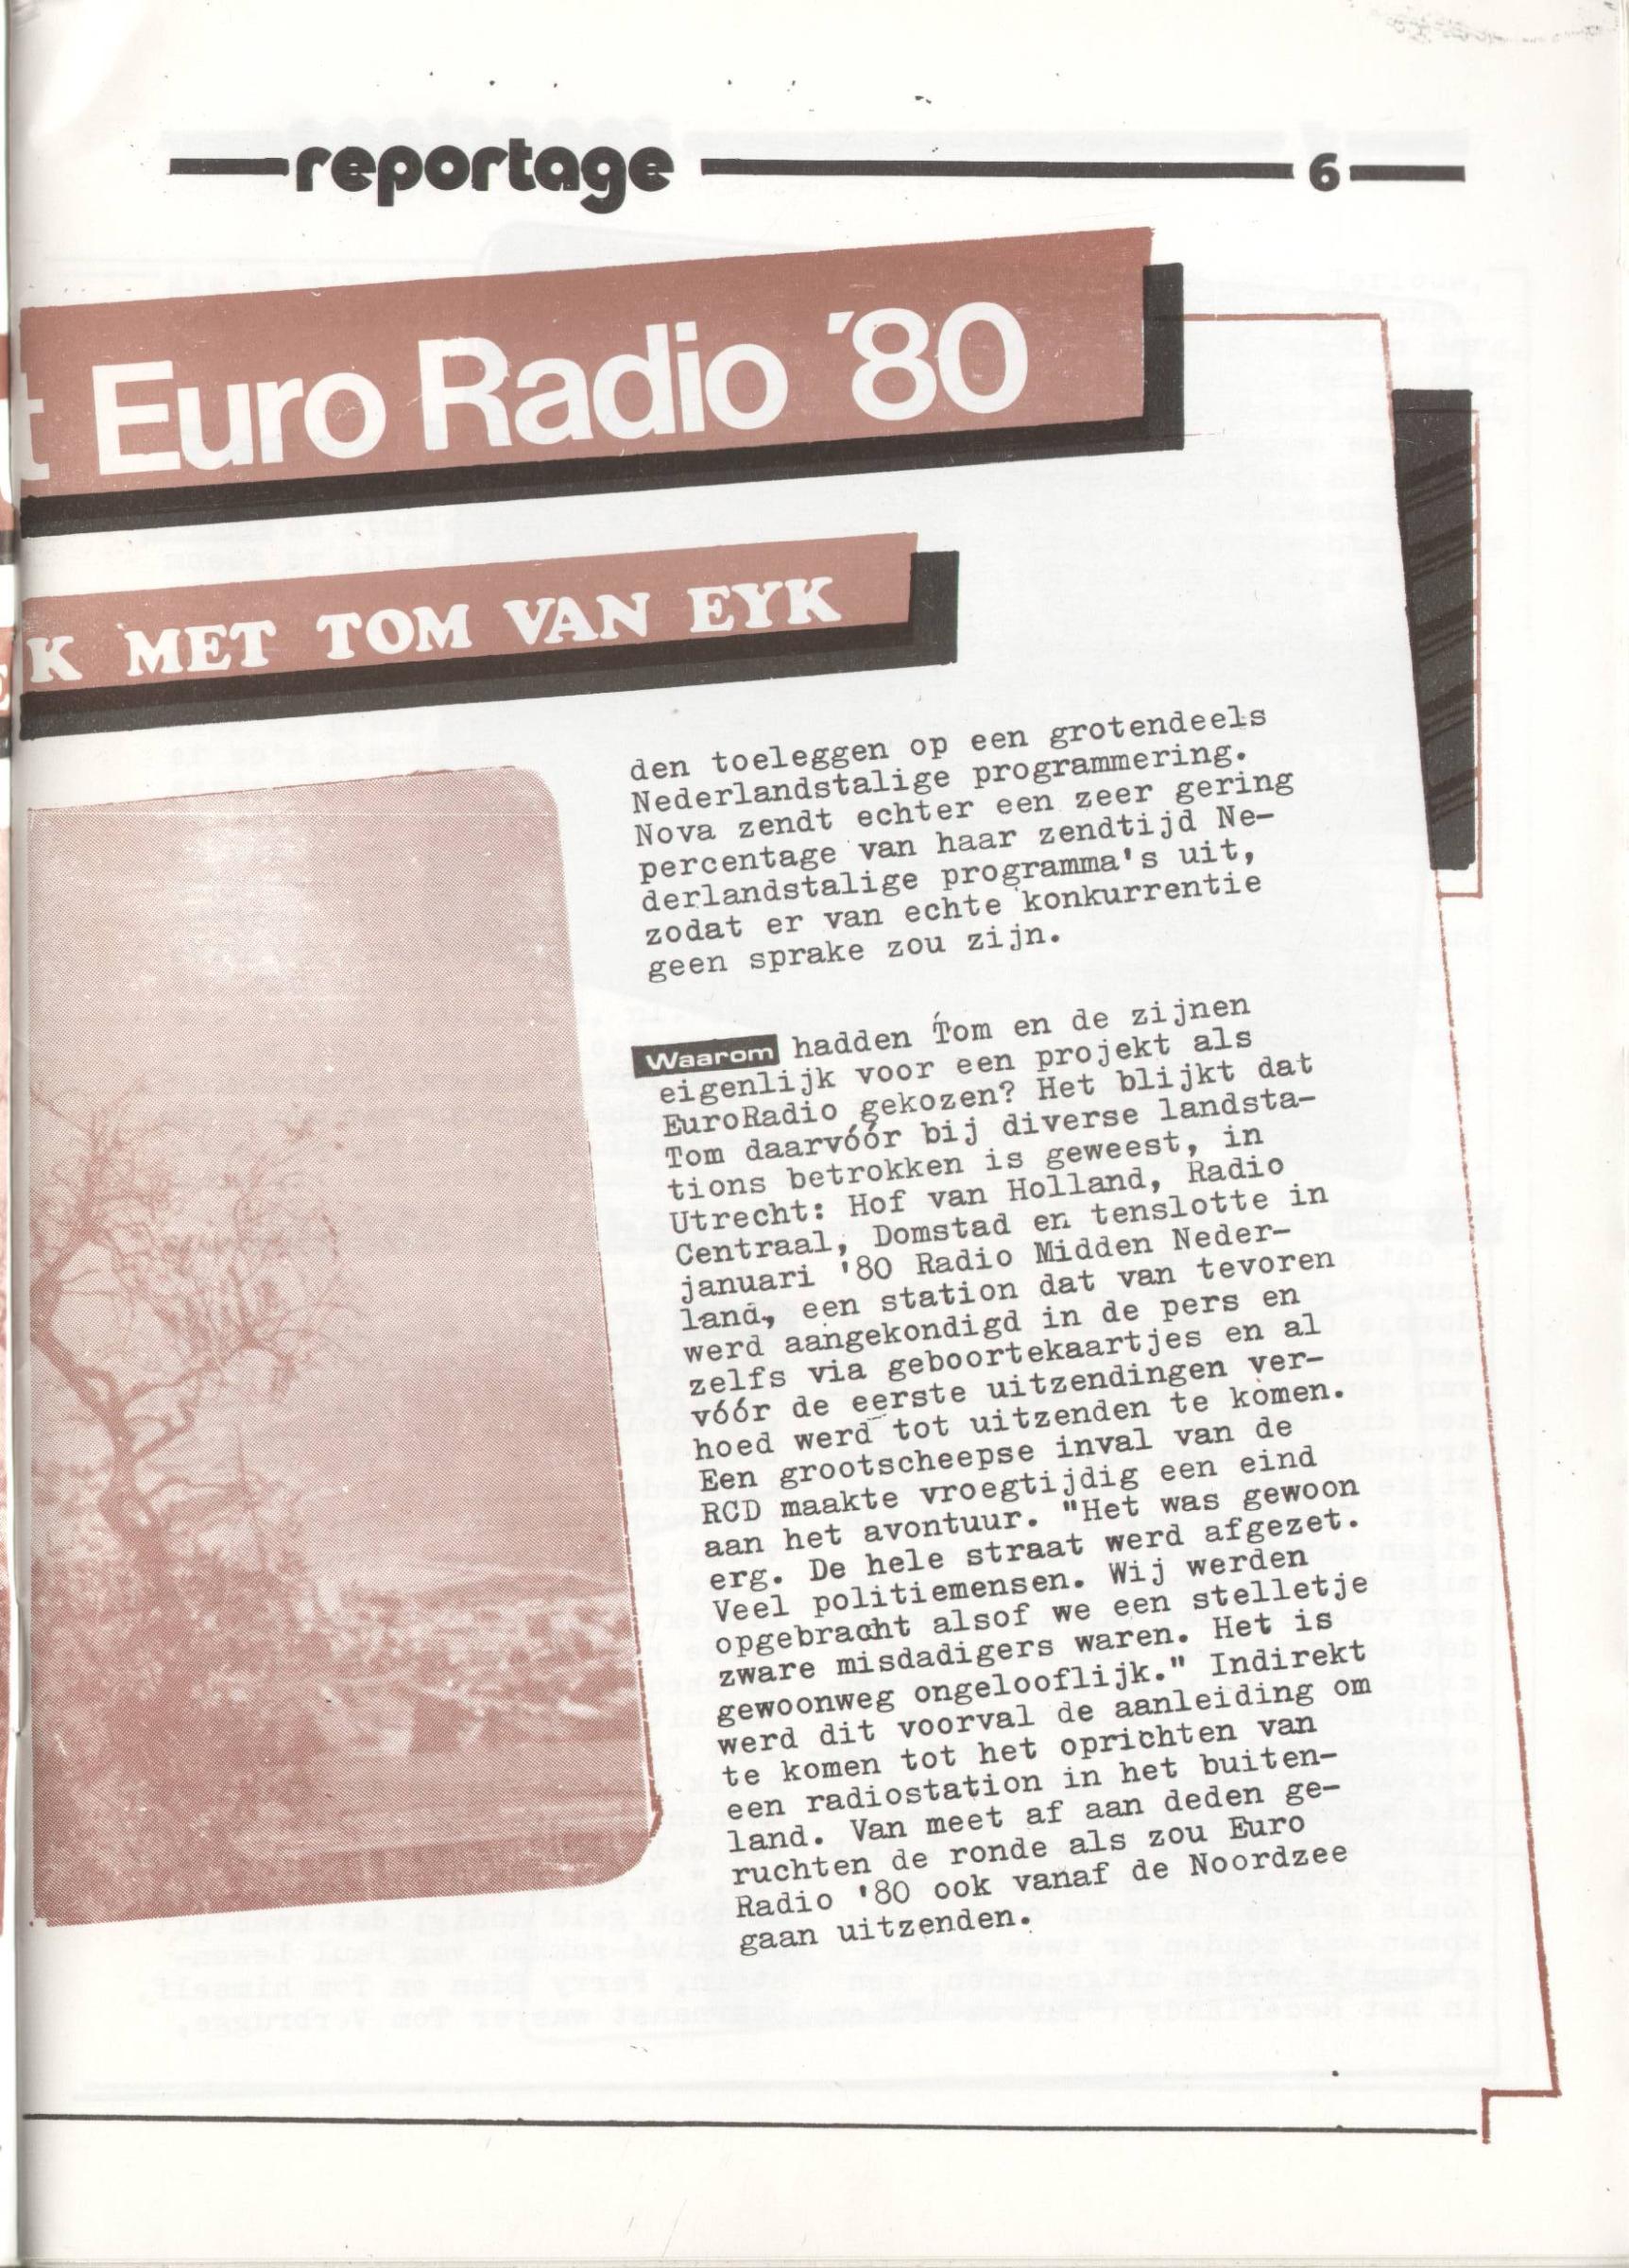 reportage 6
t Euro Radio '80
EK MET TOM VAN EYK
den toeleggen op een grotendeels
Nederlandstalige programmering.
Nova zendt echter een zeer gering
percentage van haar zendtijd Ne-
derlandstalige programma's uit,
zodat er van echte konkurrentie
geen sprake zou zijn.
Waarom hadden Tom en de zijnen
eigenlijk voor een projekt als
EuroRadio gekozen? Het blijkt dat
Tom daarvóór bij diverse landsta-
tions betrokken is geweest, in
Utrecht: Hof van Holland, Radio
Centraal, Domstad en tenslotte in
januari '80 Radio Midden Neder-
land, een station dat van tevoren
werd aangekondigd in de pers en
zelfs via geboortekaartjes en al
vóór de eerste uitzendingen ver-
hoed werd tot uitzenden te komen.
Een grootscheepse inval van de
RCD maakte vroegtijdig een eind
aan het avontuur. "Het was gewoon
erg. De hele straat werd afgezet.
Veel politiemensen. Wij werden
opgebracht alsof we een stelletje
zware misdadigers waren. Het is
gewoonweg ongelooflijk." Indirekt
werd dit voorval de aanleiding om
te komen tot het oprichten van
een radiostation in het buiten-
land. Van meet af aan deden ge-
ruchten de ronde als zou Euro
Radio '80 ook vanaf de Noordzee
gaan uitzenden.